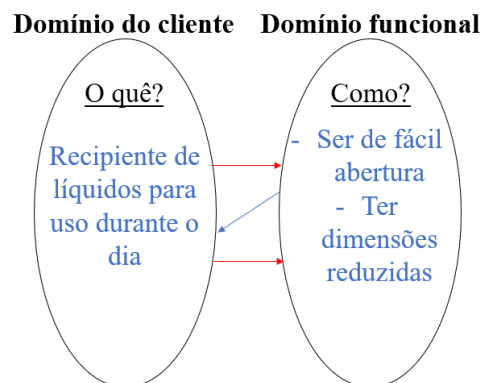 Domínio do cliente
Domínio funcional
O quê?
Recipiente de
líquidos para
uso durante o
dia
Como?
- Ser de fácil
abertura
- Ter
dimensões
reduzidas